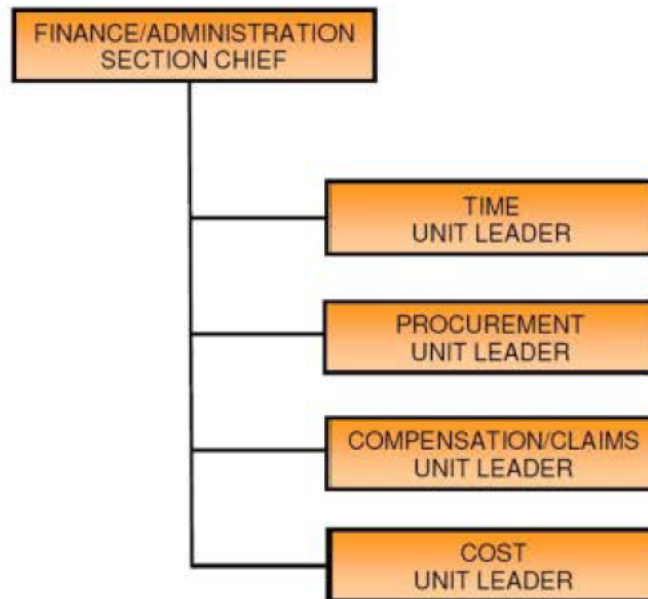 FINANCE/ADMINISTRATION
SECTION CHIEF
TIME
UNIT LEADER
PROCUREMENT
UNIT LEADER
COMPENSATION/CLAIMS
UNIT LEADER
COST
UNIT LEADER